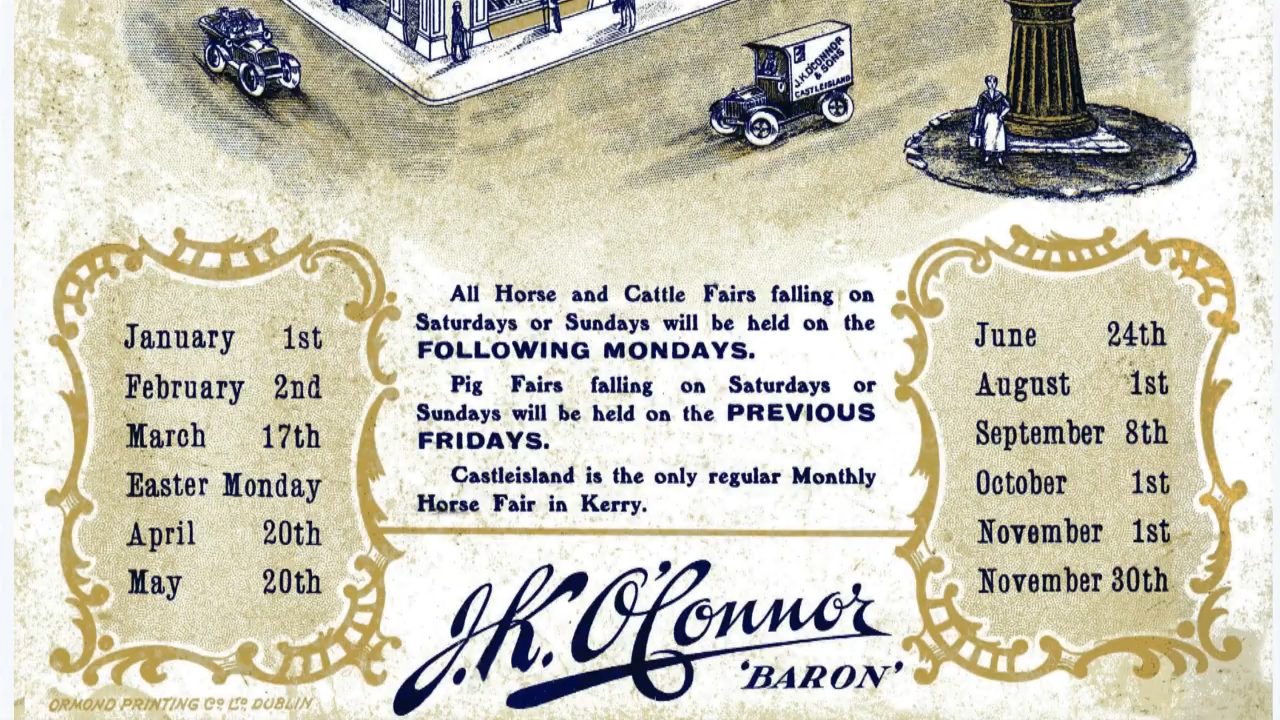 J.K.O'CONNOR
& SONS
CASTLEISLAND
January 1st
February 2nd
March 17th
Easter Monday
April 20th
May 20th
All Horse and Cattle Fairs falling on
Saturdays or Sundays will be held on the
FOLLOWING MONDAYS.
Pig Fairs falling on Saturdays or
Sundays will be held on the PREVIOUS
FRIDAYS.
Castleisland is the only regular Monthly
Horse Fair in Kerry.
June 24th
August 1st
September 8th
October 1st
November 1st
November 30th
J.K. O'Connor
'BARON'
ORMOND PRINTING Co LTD DUBLIN